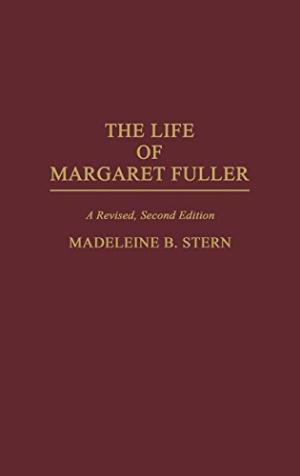 THE LIFE
OF
MARGARET FULLER
A Revised, Second Edition
MADELEINE B. STERN